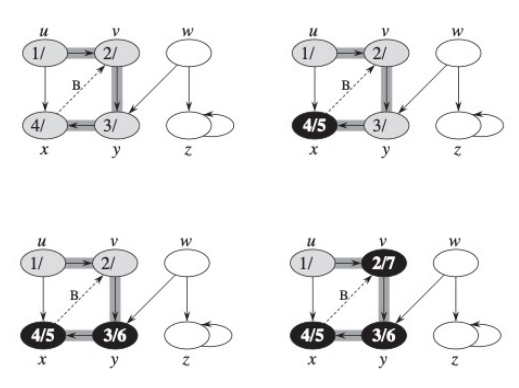 u v w
1/ 2/
B
4/ 3/
x y z
u v w
1/ 2/
B
4/5 3/
x y z
u v w
1/ 2/
B
4/5 3/6
x y z
u v w
1/ 2/7
B
4/5 3/6
x y z